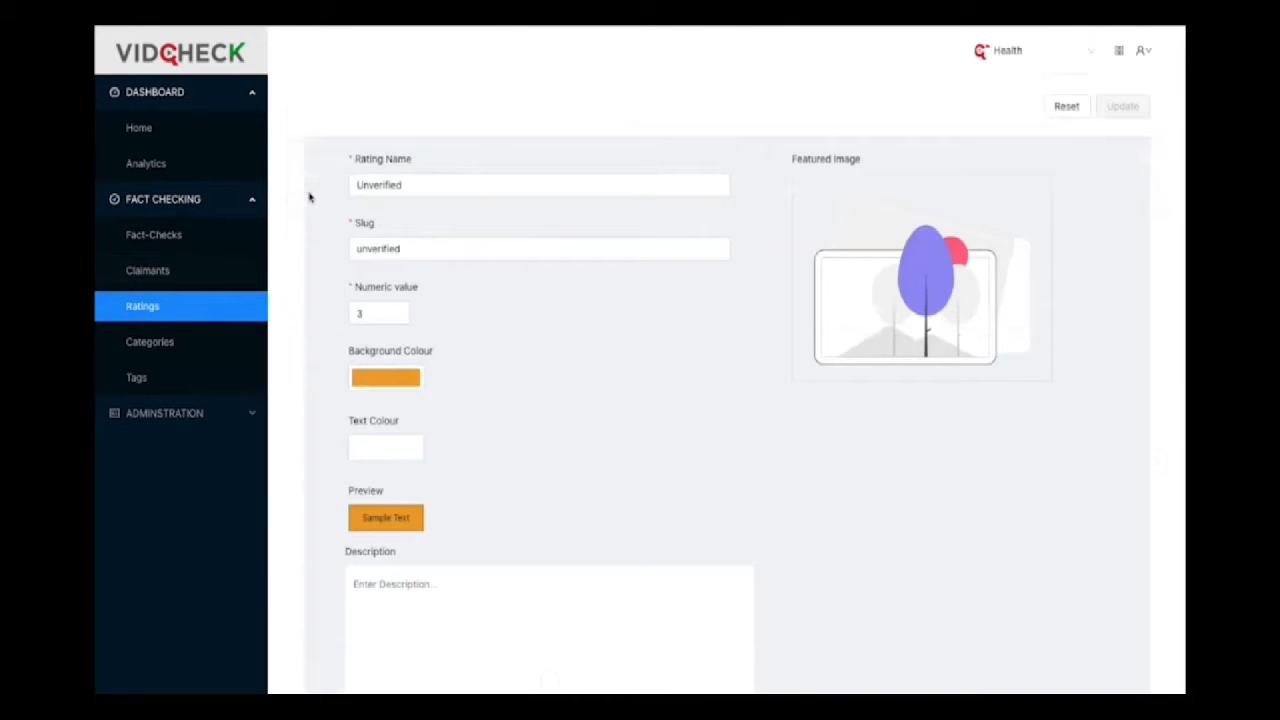 VIDCHECK
Health
DASHBOARD
Home
Analytics
FACT CHECKING
Fact-Checks
Claimants
Ratings
Categories
Tags
ADMINSTRATION
Reset
Update
* Rating Name
Unverified
* Slug
unverified
* Numeric value
3
Background Colour
Text Colour
Preview
Sample Text
Description
Enter Description...
Featured Image